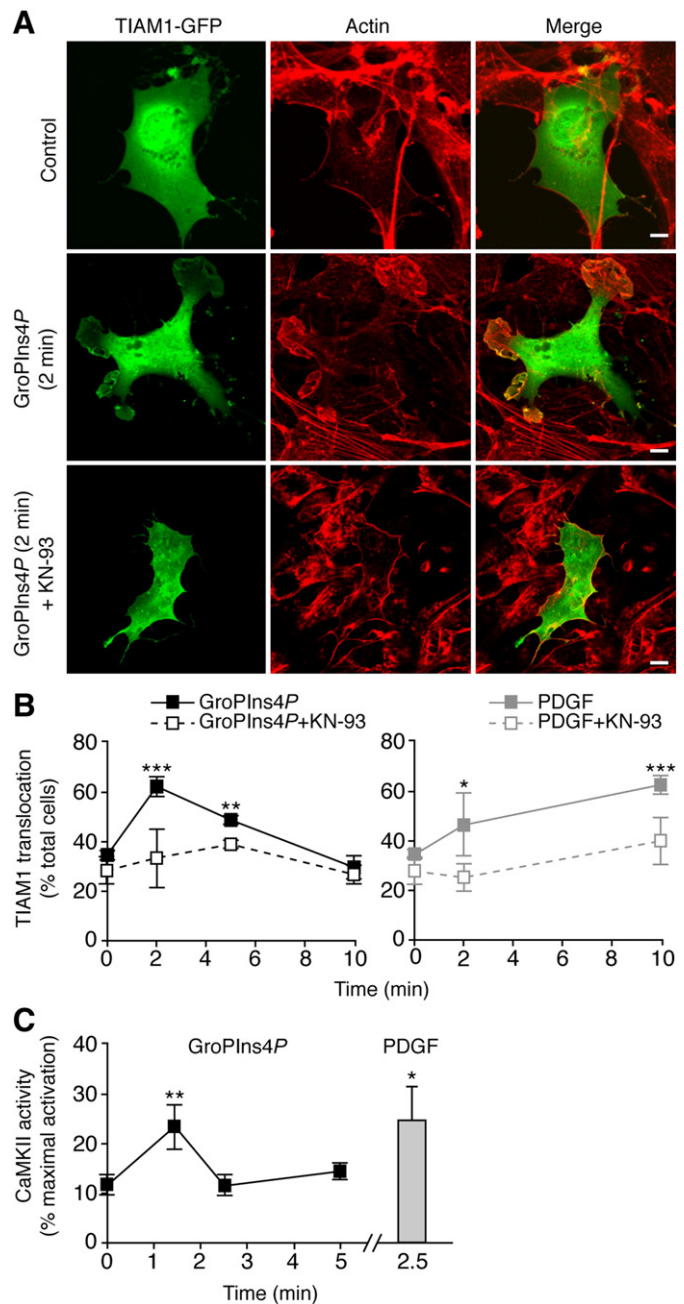 A
TIAM1-GFP Actin Merge
Control
GroPIns4P
(2 min)
GroPIns4P (2 min)
+ KN-93
B
GroPIns4P
GroPIns4P+KN-93
PDGF
PDGF+KN-93
TIAM1 translocation
(% total cells)
80
60
40
20
0
*** **
0 2 4 6 8 10
80
60
40
20
0
* ***
0 2 4 6 8 10
Time (min)
C
GroPIns4P PDGF
CaMKII activity
(% maximal activation)
40
30
20
10
0
** *
0 1 2 3 4 5 2.5
Time (min)